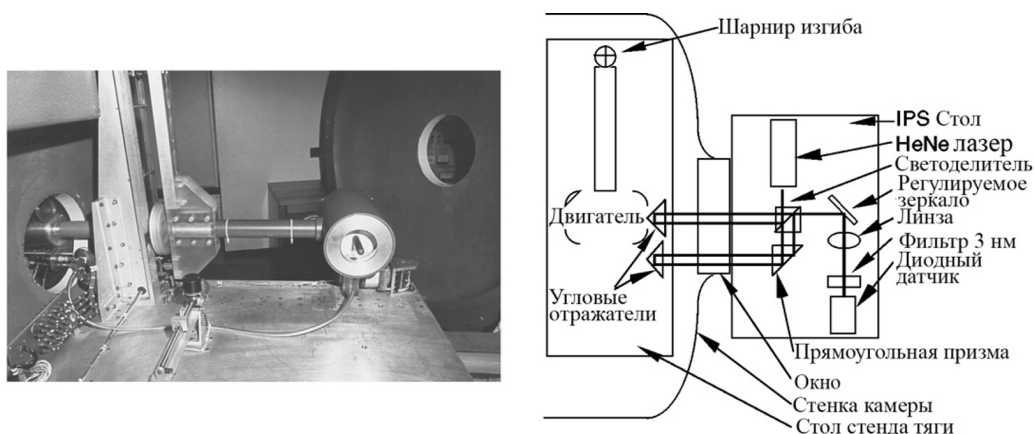 Шарнир изгиба
IPS Стол
HeNe лазер
Светоделитель
Регулируемое
зеркало
Линза
Фильтр 3 нм
Диодный
датчик
Двигатель
Угловые
отражатели
Прямоугольная призма
Окно
Стенка камеры
Стол стенда тяги